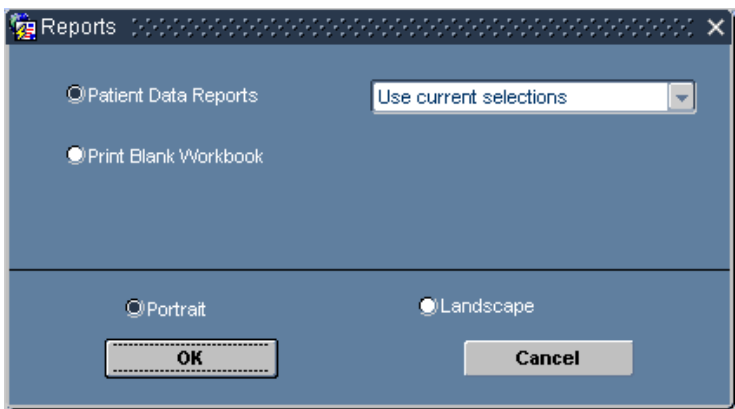 Reports
Patient Data Reports Use current selections
Print Blank Workbook
Portrait Landscape
OK Cancel